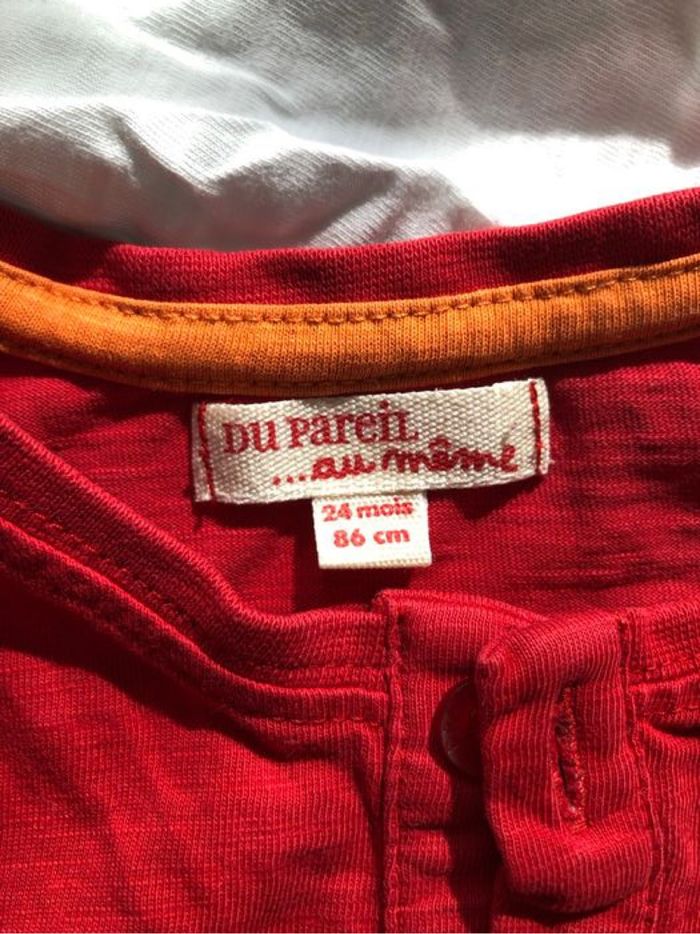 DU PareiL
...au même
24 mois
86 cm